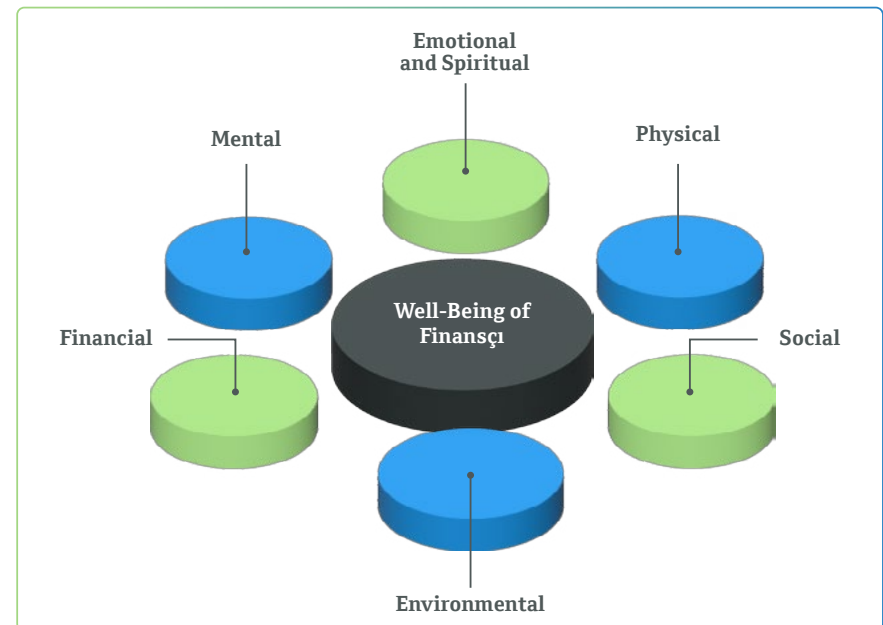 Emotional
and Spiritual
Mental
Physical
Well-Being of
Finansçı
Financial
Social
Environmental